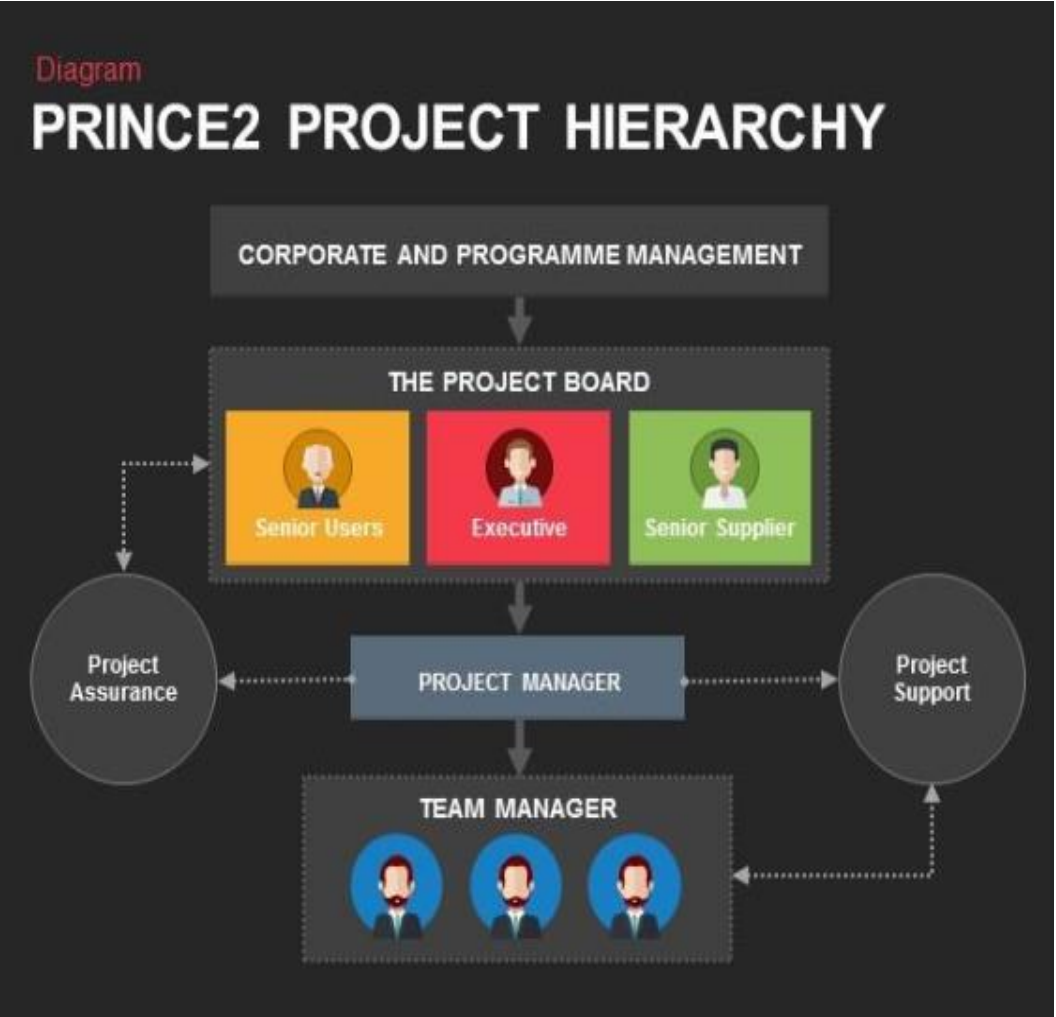 Diagram
PRINCE2 PROJECT HIERARCHY
CORPORATE AND PROGRAMME MANAGEMENT
THE PROJECT BOARD
Senior Users
Executive
Senior Supplier
Project
Assurance
PROJECT MANAGER
Project
Support
TEAM MANAGER